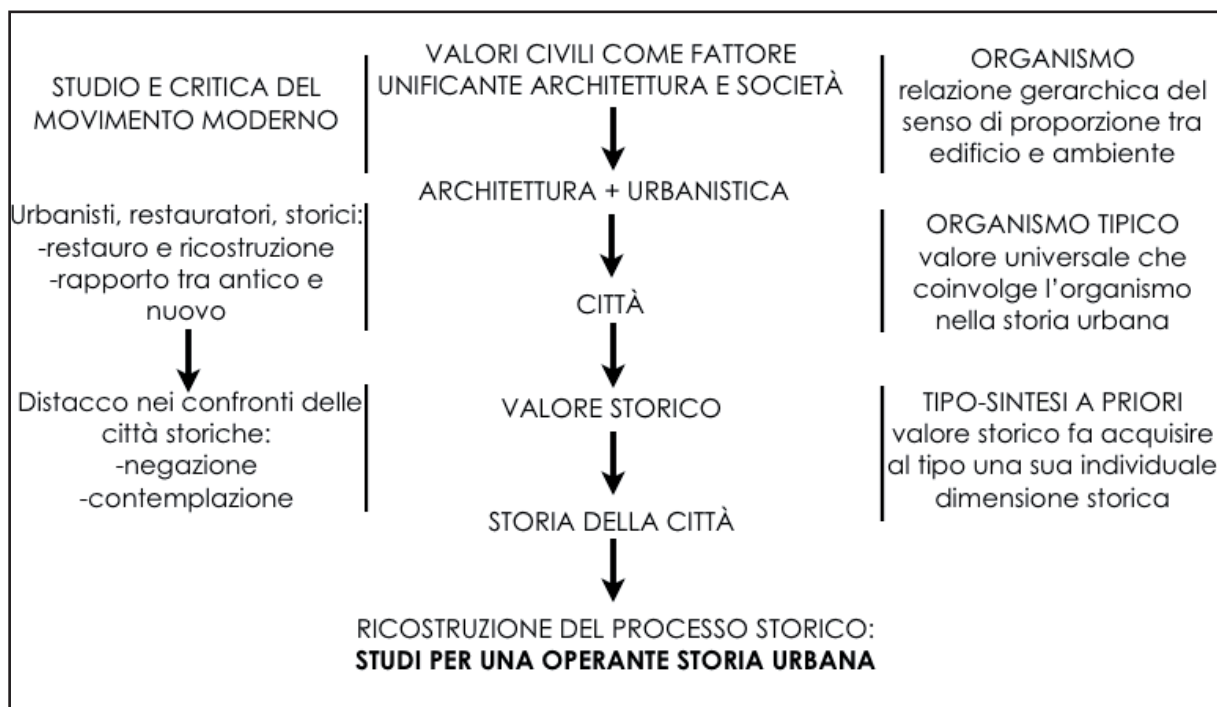 STUDIO E CRITICA DEL
MOVIMENTO MODERNO
Urbanisti, restauratori, storici:
-restauro e ricostruzione
-rapporto tra antico e
nuovo
Distacco nei confronti delle
città storiche:
-negazione
-contemplazione
VALORI CIVILI COME FATTORE
UNIFICANTE ARCHITETTURA E SOCIETÀ
ARCHITETTURA + URBANISTICA
CITTÀ
VALORE STORICO
STORIA DELLA CITTÀ
RICOSTRUZIONE DEL PROCESSO STORICO:
STUDI PER UNA OPERANTE STORIA URBANA
ORGANISMO
relazione gerarchica del
senso di proporzione tra
edificio e ambiente
ORGANISMO TIPICO
valore universale che
coinvolge l'organismo
nella storia urbana
TIPO-SINTESI A PRIORI
valore storico fa acquisire
al tipo una sua individuale
dimensione storica